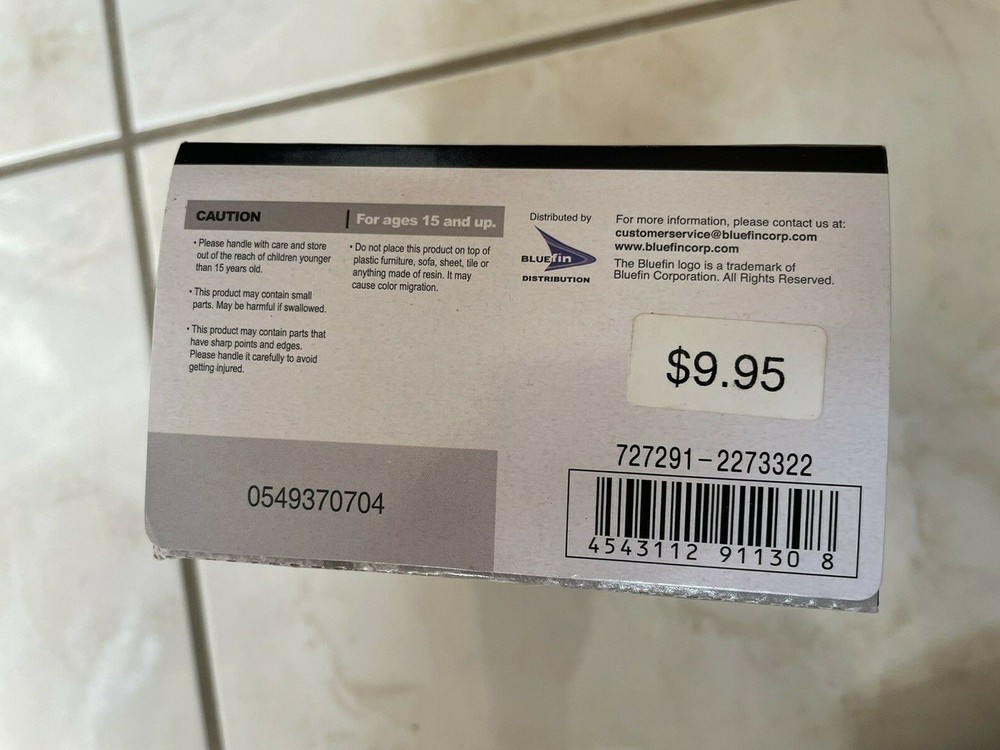 CAUTION | For ages 15 and up.
• Please handle with care and store
out of the reach of children younger
than 15 years old.
• This product may contain small
parts. May be harmful if swallowed.
• This product may contain parts that
have sharp points and edges.
Please handle it carefully to avoid
getting injured.
• Do not place this product on top of
plastic furniture, sofa, sheet, tile or
anything made of resin. It may
cause color migration.
Distributed by
BLUEfin
DISTRIBUTION
For more information, please contact us at:
customerservice@bluefincorp.com
www.bluefincorp.com
The Bluefin logo is a trademark of
Bluefin Corporation. All Rights Reserved.
$9.95
0549370704
727291-2273322
4543112 911308